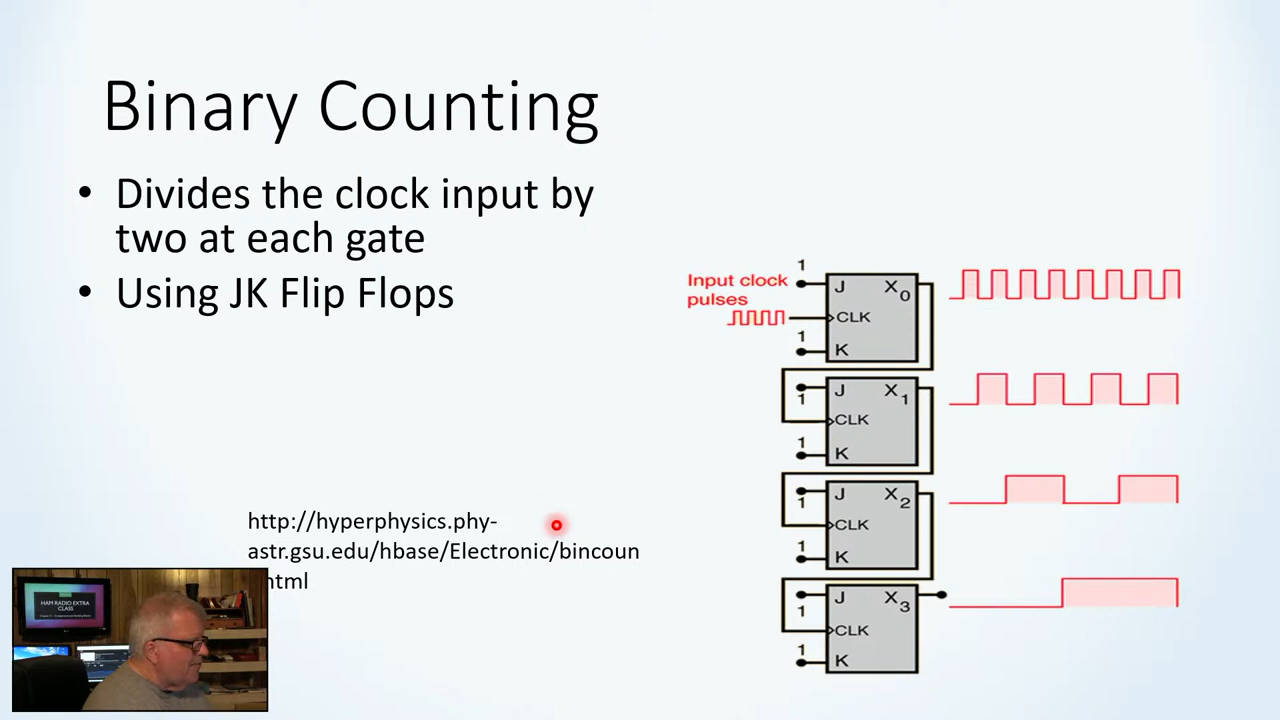 Binary Counting
• Divides the clock input by
two at each gate
• Using JK Flip Flops
Input clock
pulses
1
J X0
CLK
1
K
J X1
1
CLK
1
K
J X2
1
CLK
1
K
J X3
1
CLK
1
K
http://hyperphysics.phy-
astr.gsu.edu/hbase/Electronic/bincoun
html
HAM RADIO EXTRA
CLASS